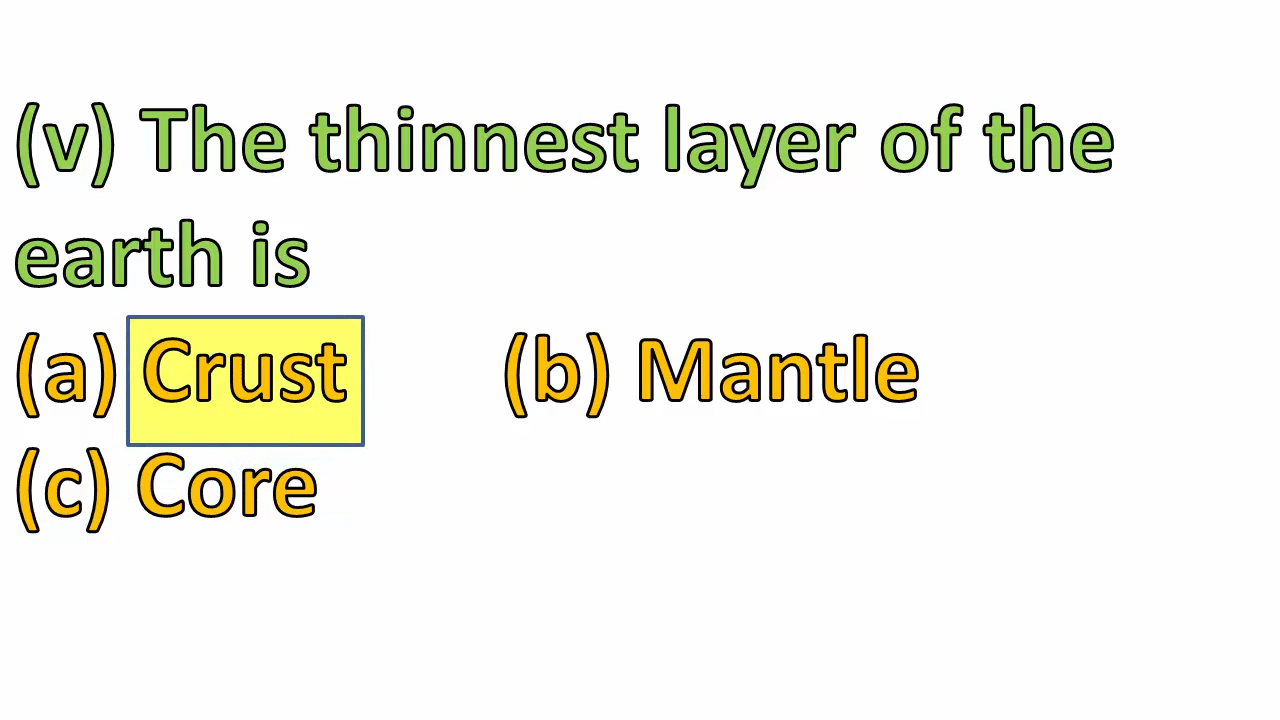 (v) The thinnest layer of the
earth is
(a) Crust (b) Mantle
(c) Core